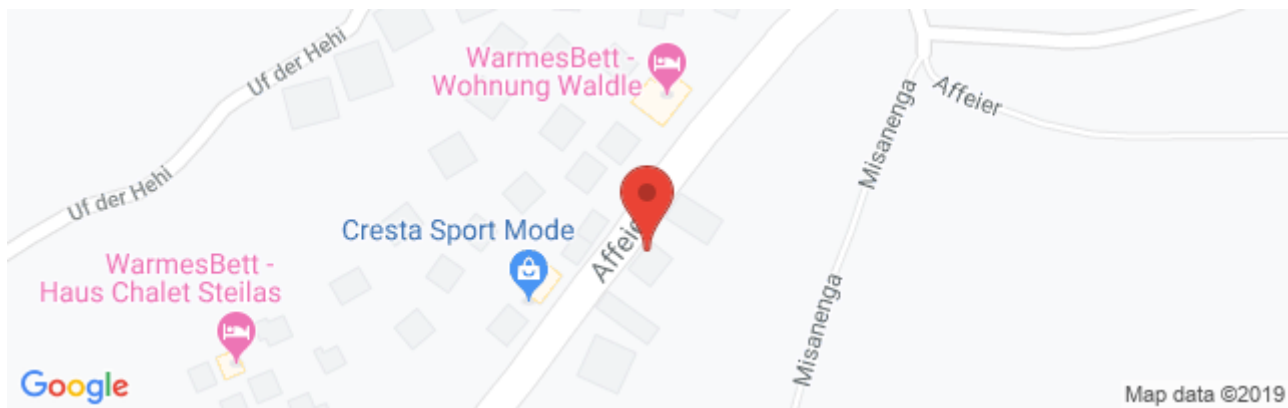 Uf der Hehi
WarmesBett -
Wohnung Waldle
Affeier
Misanenga
Uf der Hehi
Cresta Sport Mode
Affeier
WarmesBett -
Haus Chalet Steilas
Misanenga
Google
Map data ©2019